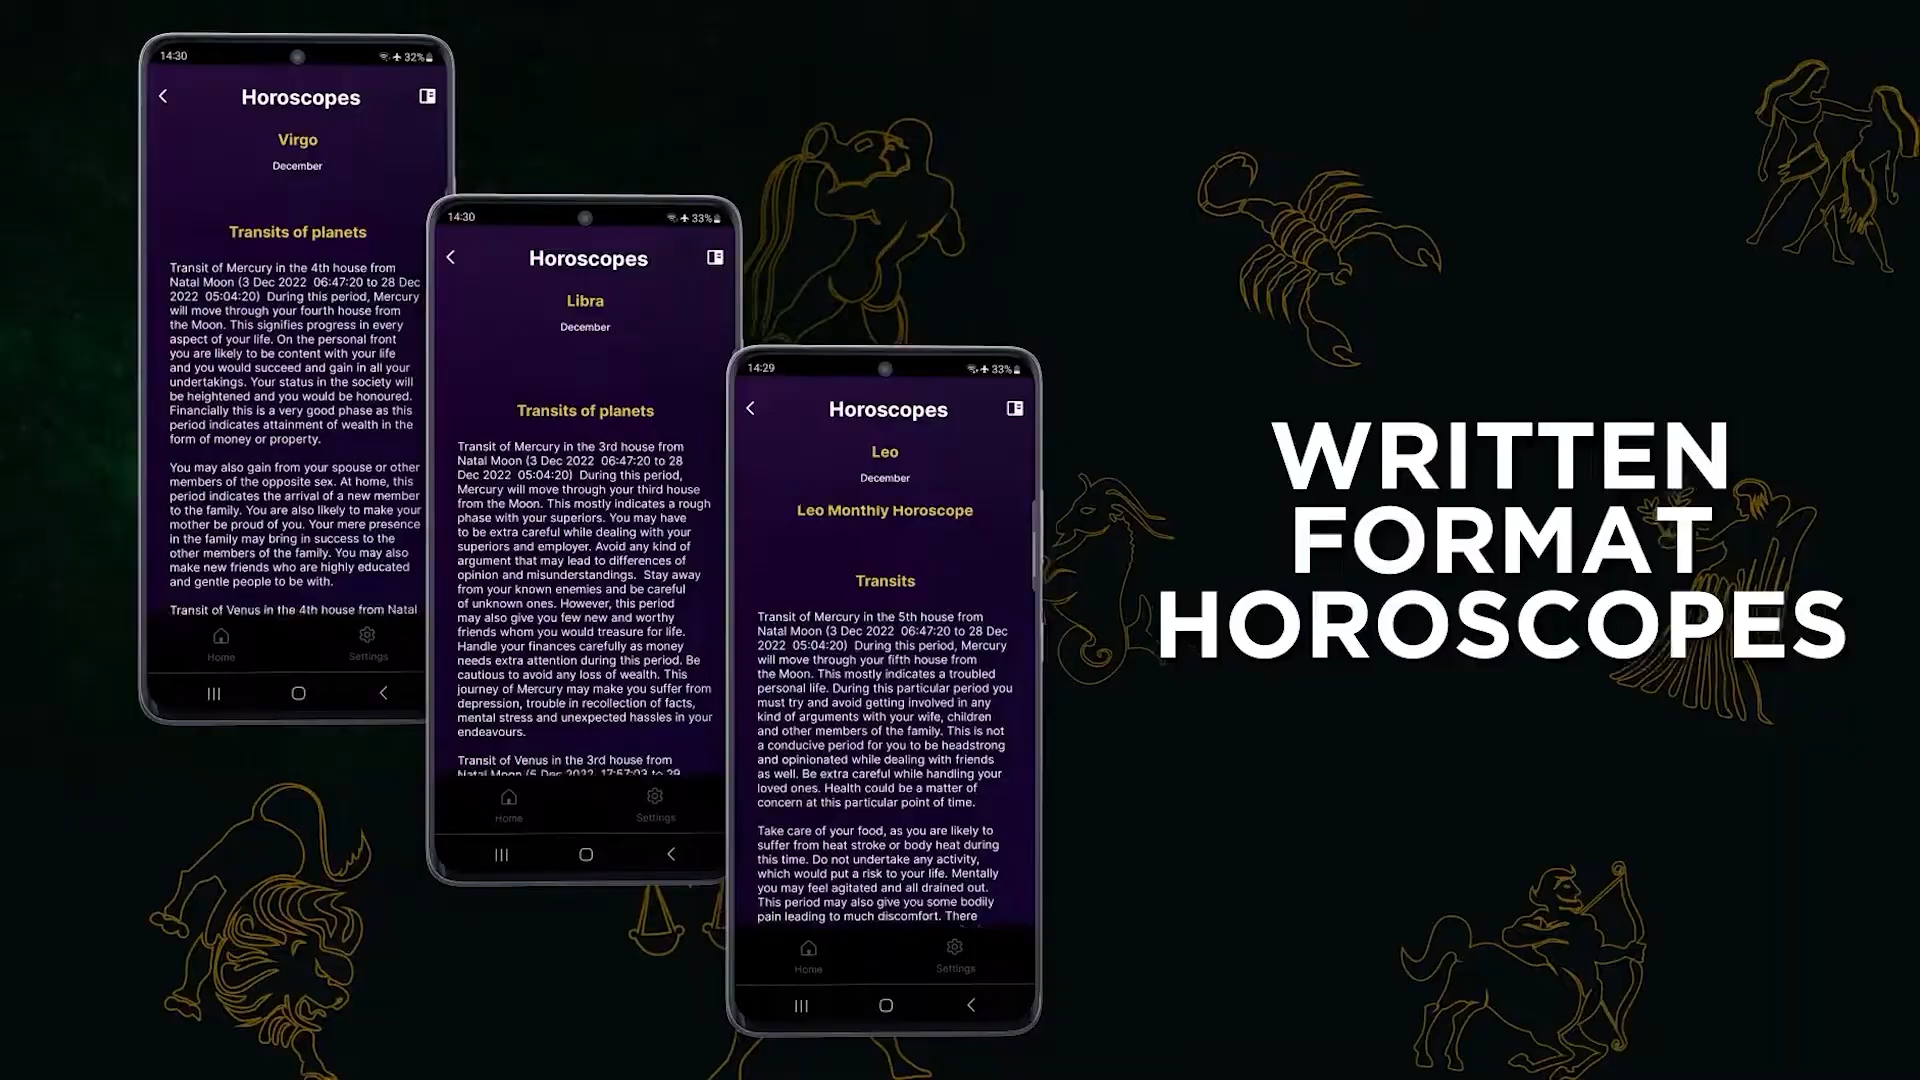 14:30
32%
Horoscopes
Virgo
December
Transits of planets
Transit of Mercury in the 4th house from
Natal Moon (3 Dec 2022 06:47:20 to 28 Dec
2022 05:04:20) During this period, Mercury
will move through your fourth house from
the Moon. This signifies progress in every
aspect of your life. On the personal front
you are likely to be content with your life
and you would succeed and gain in all your
undertakings. Your status in the society will
be heightened and you would be honoured.
Financially this is a very good phase as this
period indicates attainment of wealth in the
form of money or property.
You may also gain from your spouse or other
members of the opposite sex. At home, this
period indicates the arrival of a new member
to the family. You are also likely to make your
mother be proud of you. Your mere presence
in the family may bring in success to the
other members of the family. You may also
make new friends who are highly educated
and gentle people to be with.
Transit of Venus in the 4th house from Natal
Home
Settings
14:30
33%
Horoscopes
Libra
December
Transits of planets
Transit of Mercury in the 3rd house from
Natal Moon (3 Dec 2022 06:47:20 to 28
Dec 2022 05:04:20) During this period,
Mercury will move through your third house
from the Moon. This mostly indicates a rough
phase with your superiors. You may have
to be extra careful while dealing with your
superiors and employer. Avoid any kind of
argument that may lead to differences of
opinion and misunderstandings. Stay away
from your known enemies and be careful
of unknown ones. However, this period
may also give you few new and worthy
friends whom you would treasure for life.
Handle your finances carefully as money
needs extra attention during this period. Be
cautious to avoid any loss of wealth. This
journey of Mercury may make you suffer from
depression, trouble in recollection of facts,
mental stress and unexpected hassles in your
endeavours.
Transit of Venus in the 3rd house from
Natal Moon (5 Dec 2022 17:57:03 to 29
Home
Settings
14:29
33%
Horoscopes
Leo
December
Leo Monthly Horoscope
Transits
Transit of Mercury in the 5th house from
Natal Moon (3 Dec 2022 06:47:20 to 28 Dec
2022 05:04:20) During this period, Mercury
will move through your fifth house from
the Moon. This mostly indicates a troubled
personal life. During this particular period you
must try and avoid getting involved in any
kind of arguments with your wife, children
and other members of the family. This is not
a conducive period for you to be headstrong
and opinionated while dealing with friends
as well. Be extra careful while handling your
loved ones. Health could be a matter of
concern at this particular point of time.
Take care of your food, as you are likely to
suffer from heat stroke or body heat during
this time. Do not undertake any activity,
which would put a risk to your life. Mentally
you may feel agitated and all drained out.
This period may also give you some bodily
pain leading to much discomfort. There
Home
Settings
WRITTEN
FORMAT
HOROSCOPES